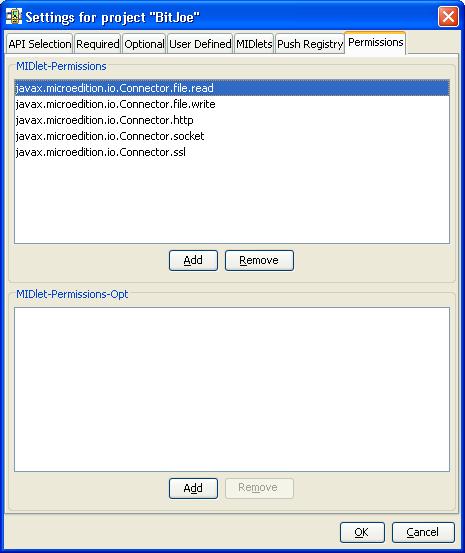 Settings for project "BitJoe"
API Selection Required Optional User Defined MIDlets Push Registry Permissions
MIDlet-Permissions
javax.microedition.io.Connector.file.read
javax.microedition.io.Connector.file.write
javax.microedition.io.Connector.http
javax.microedition.io.Connector.socket
javax.microedition.io.Connector.ssl
Add Remove
MIDlet-Permissions-Opt
Add Remove
OK Cancel